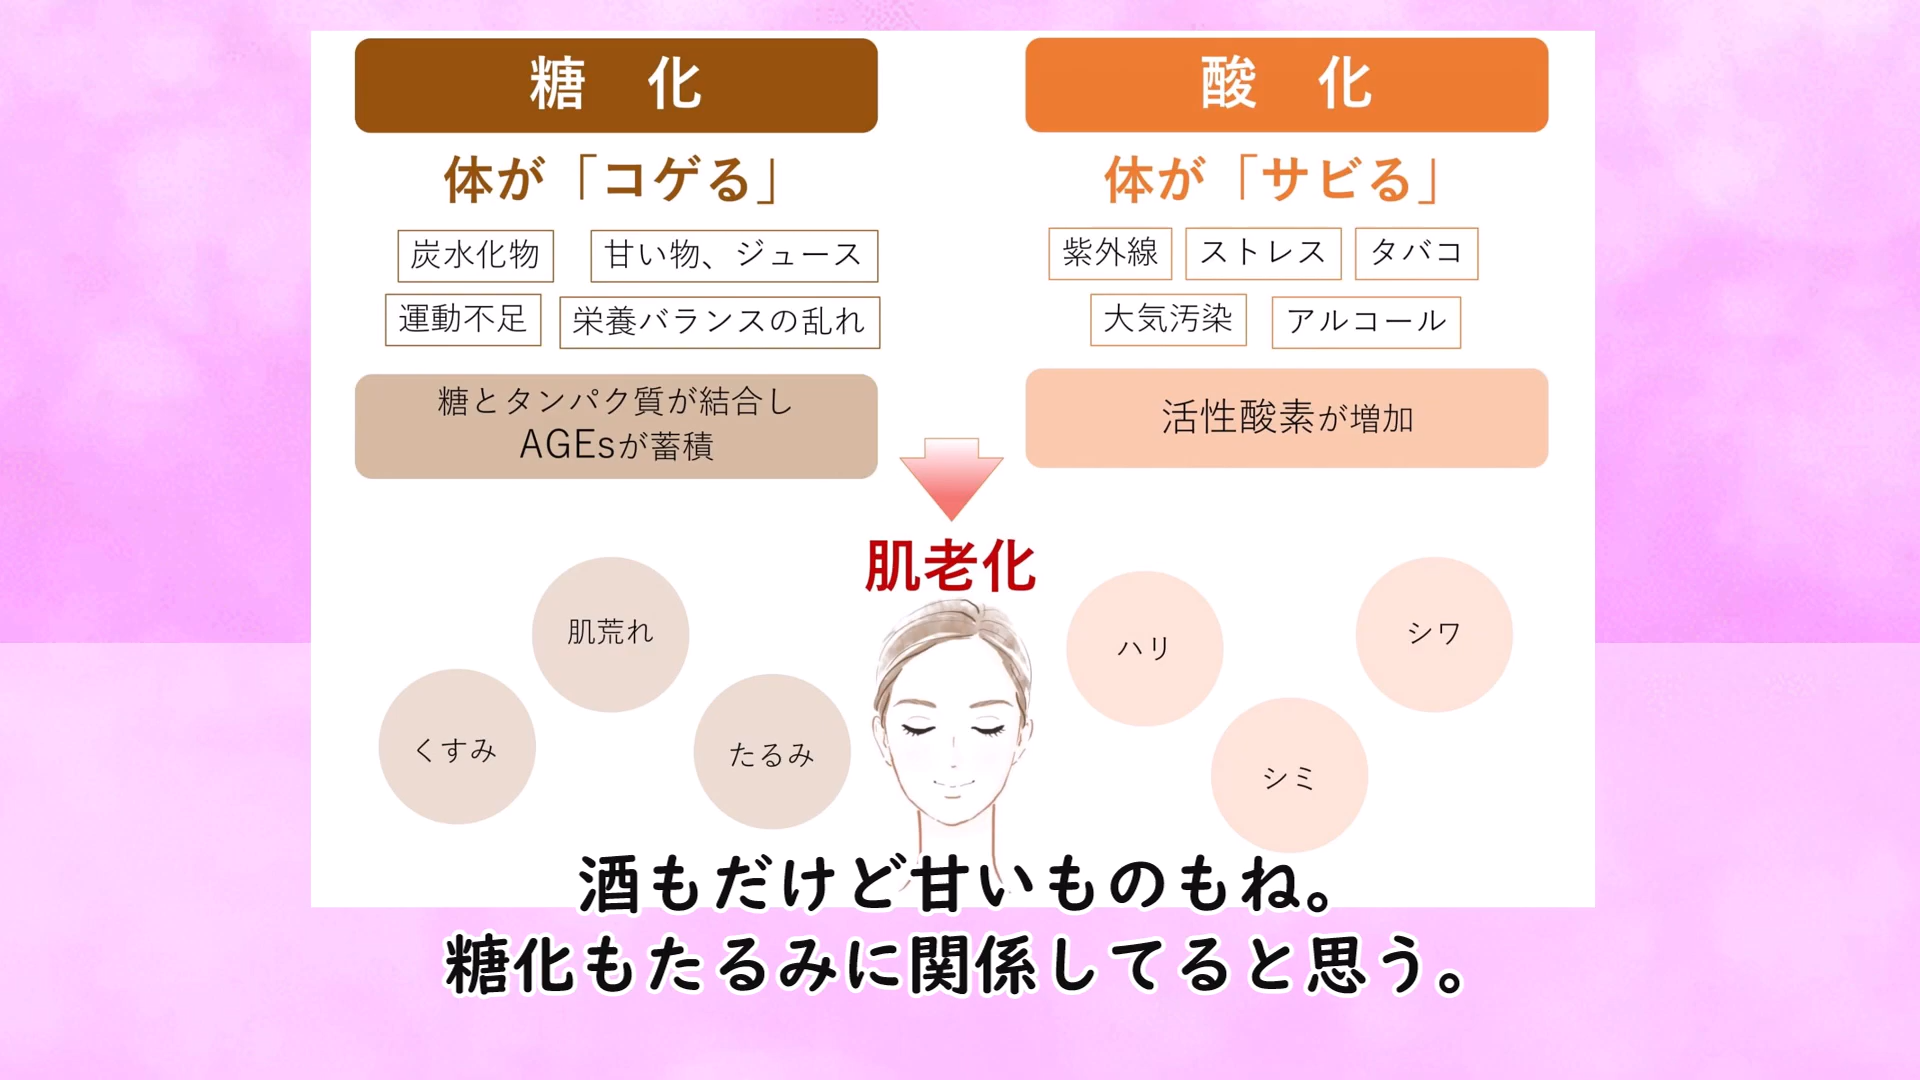 糖　化
体が「コゲる」
炭水化物
甘い物、ジュース
運動不足
栄養バランスの乱れ
糖とタンパク質が結合し
AGEsが蓄積
酸　化
体が「サビる」
紫外線
ストレス
タバコ
大気汚染
アルコール
活性酸素が増加
肌老化
肌荒れ
くすみ
たるみ
ハリ
シワ
シミ
酒もだけど甘いものもね。
糖化もたるみに関係してると思う。